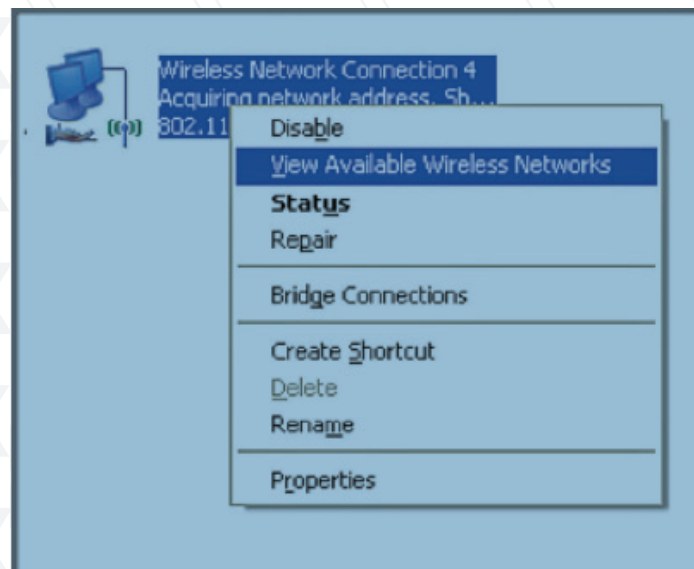 Wireless Network Connection 4
Acquiring network address, Sh...
802.11
Disable
View Available Wireless Networks
Status
Repair
Bridge Connections
Create Shortcut
Delete
Rename
Properties